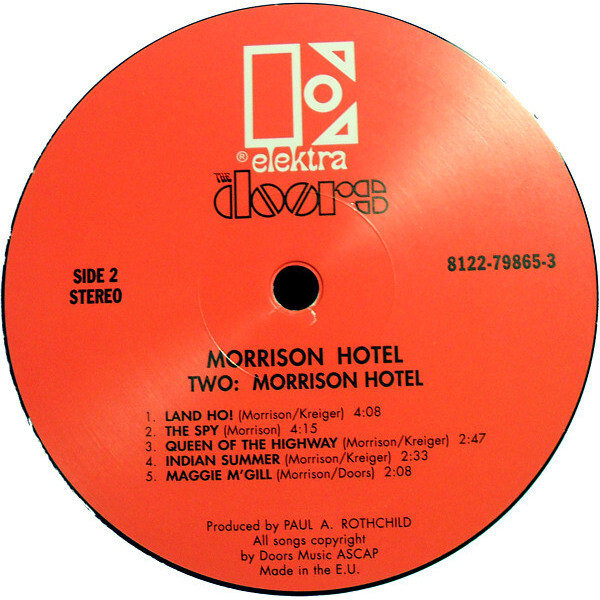 ® elektra
THE
doors
SIDE 2
STEREO
8122-79865-3
MORRISON HOTEL
TWO: MORRISON HOTEL
1. LAND HO! (Morrison/Kreiger) 4:08
2. THE SPY (Morrison) 4:15
3. QUEEN OF THE HIGHWAY (Morrison/Kreiger) 2:47
4. INDIAN SUMMER (Morrison/Kreiger) 2:33
5. MAGGIE M'GILL (Morrison/Doors) 2:08
Produced by PAUL A. ROTHCHILD
All songs copyright
by Doors Music ASCAP
Made in the E.U.